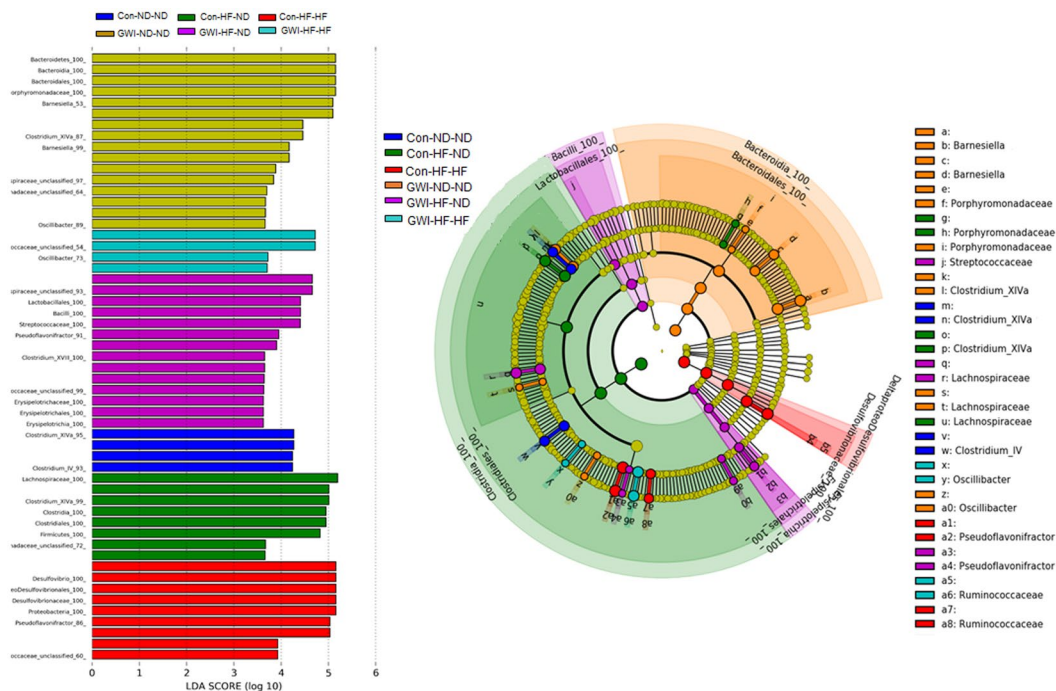 Con-ND-ND Con-HF-ND Con-HF-HF
GWI-ND-ND GWI-HF-ND GWI-HF-HF
Bacteroidetes_100_
Bacteroidia_100_
Bacteroidales_100_
orphyromonadaceae_100_
Barnesiella_53_
Clostridium_XIVa_87_
Barnesiella_99_
spiraceae_unclassified_97_
nadaceae_unclassified_64_
Oscillibacter_89_
occaceae_unclassified_54_
Oscillibacter_73_
spiraceae_unclassified_93_
Lactobacillales_100_
Bacilli_100_
Streptococcaceae_100_
Pseudoflavonifractor_91_
Clostridium_XVIII_100_
occaceae_unclassified_99_
Erysipelotrichaceae_100_
Erysipelotrichales_100_
Erysipelotrichia_100_
Clostridium_XIVa_95_
Clostridium_IV_93_
Lachnospiraceae_100_
Clostridium_XIVa_99_
Clostridia_100_
Clostridiales_100_
Firmicutes_100_
nadaceae_unclassified_72_
Desulfovibrio_100_
eoDesulfovibrionales_100_
Desulfovibrionaceae_100_
Proteobacteria_100_
Pseudoflavonifractor_86_
occaceae_unclassified_60_
0 1 2 3 4 5 6
LDA SCORE (log 10)
Con-ND-ND
Con-HF-ND
Con-HF-HF
GWI-ND-ND
GWI-HF-ND
GWI-HF-HF
Bacilli_100_
Lactobacillales_100_
Bacteroidia_100_
Bacteroidales_100_
Clostridia_100_
Clostridiales_100_
a:
b: Barnesiella
c:
d: Barnesiella
e:
f: Porphyromonadaceae
g:
h: Porphyromonadaceae
i: Porphyromonadaceae
j: Streptococcaceae
k:
l: Clostridium_XIVa
m:
n: Clostridium_XIVa
o:
p: Clostridium_XIVa
q:
r: Lachnospiraceae
s:
t: Lachnospiraceae
u: Lachnospiraceae
v:
w: Clostridium_IV
x:
y: Oscillibacter
z:
a0: Oscillibacter
a1:
a2: Pseudoflavonifractor
a3:
a4: Pseudoflavonifractor
a5:
a6: Ruminococcaceae
a7:
a8: Ruminococcaceae